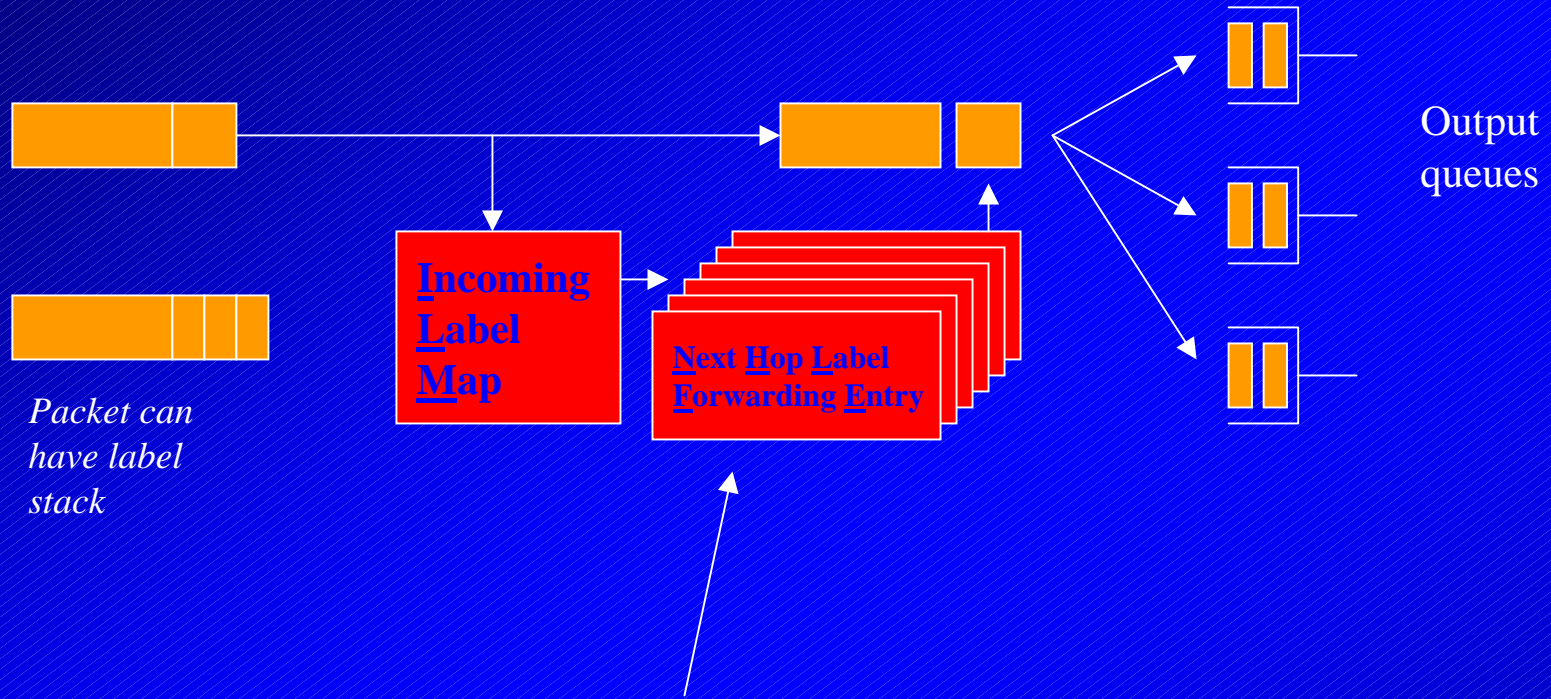 Output
queues
Incoming
Label
Map
Next Hop Label
Forwarding Entry
Packet can
have label
stack